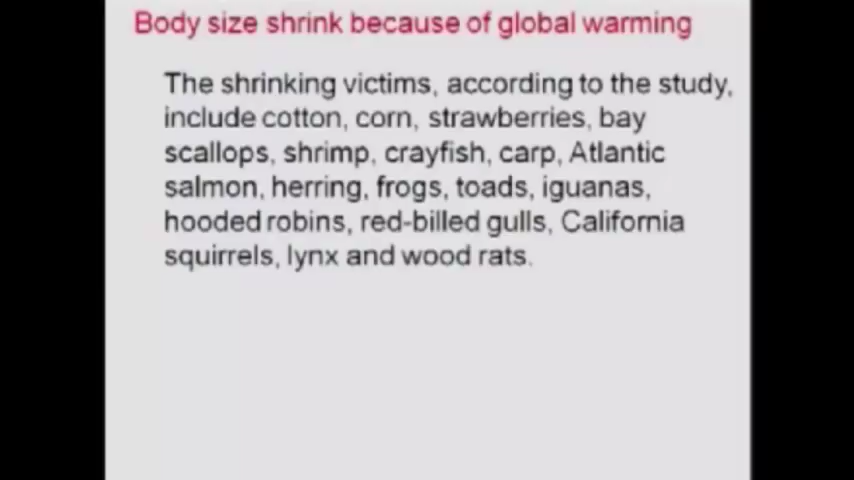 Body size shrink because of global warming
The shrinking victims, according to the study,
include cotton, corn, strawberries, bay
scallops, shrimp, crayfish, carp, Atlantic
salmon, herring, frogs, toads, iguanas,
hooded robins, red-billed gulls, California
squirrels, lynx and wood rats.